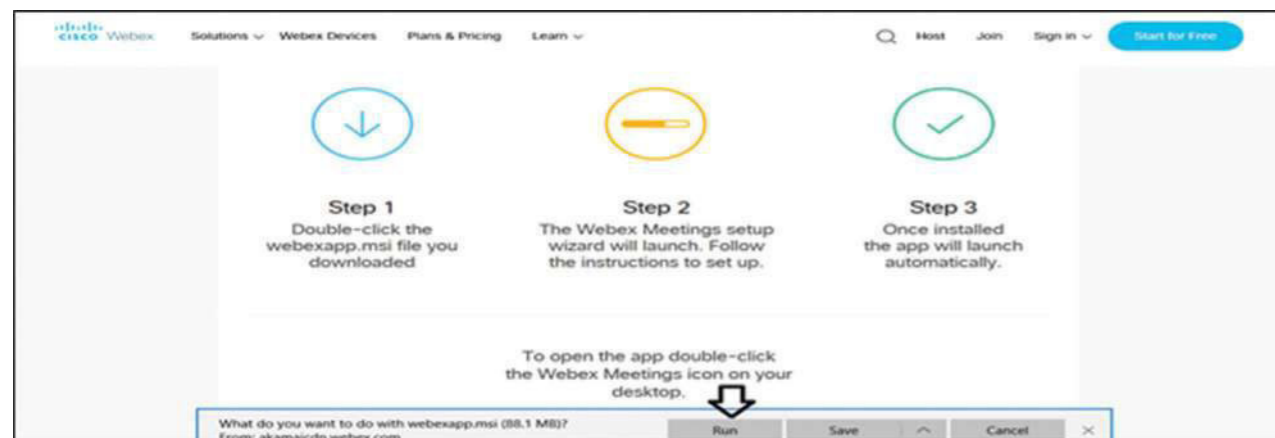 CISCO Webex Solutions Webex Devices Plans & Pricing Learn Host Join Sign in Start for Free
Step 1
Double-click the
webexapp.msi file you
downloaded
Step 2
The Webex Meetings setup
wizard will launch. Follow
the instructions to set up.
Step 3
Once installed
the app will launch
automatically.
To open the app double-click
the Webex Meetings icon on your
desktop.
What do you want to do with webexapp.msi (88.1 MB)?
From: akamaicdn.webex.com
Run Save Cancel